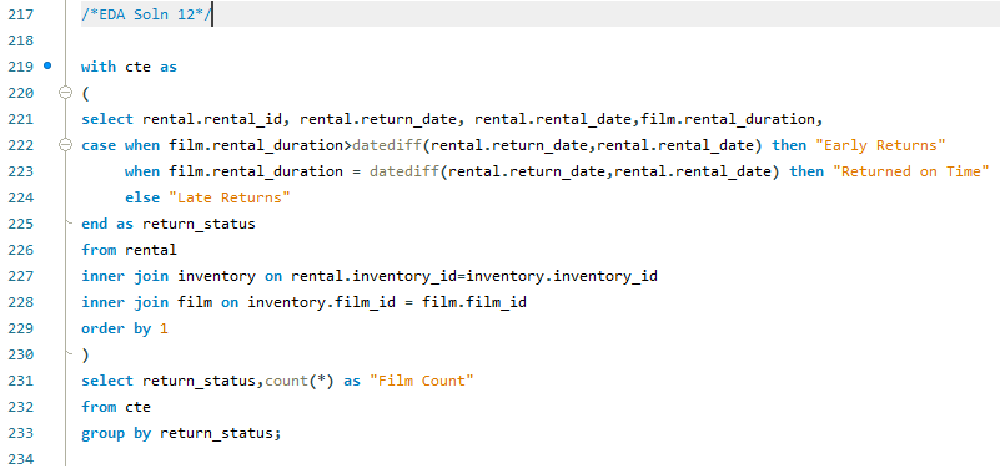 217 /*EDA Soln 12*/
218
219 with cte as
220 (
221 select rental.rental_id, rental.return_date, rental.rental_date,film.rental_duration,
222 case when film.rental_duration>datediff(rental.return_date,rental.rental_date) then "Early Returns"
223 when film.rental_duration = datediff(rental.return_date,rental.rental_date) then "Returned on Time"
224 else "Late Returns"
225 end as return_status
226 from rental
227 inner join inventory on rental.inventory_id=inventory.inventory_id
228 inner join film on inventory.film_id = film.film_id
229 order by 1
230 )
231 select return_status,count(*) as "Film Count"
232 from cte
233 group by return_status;
234